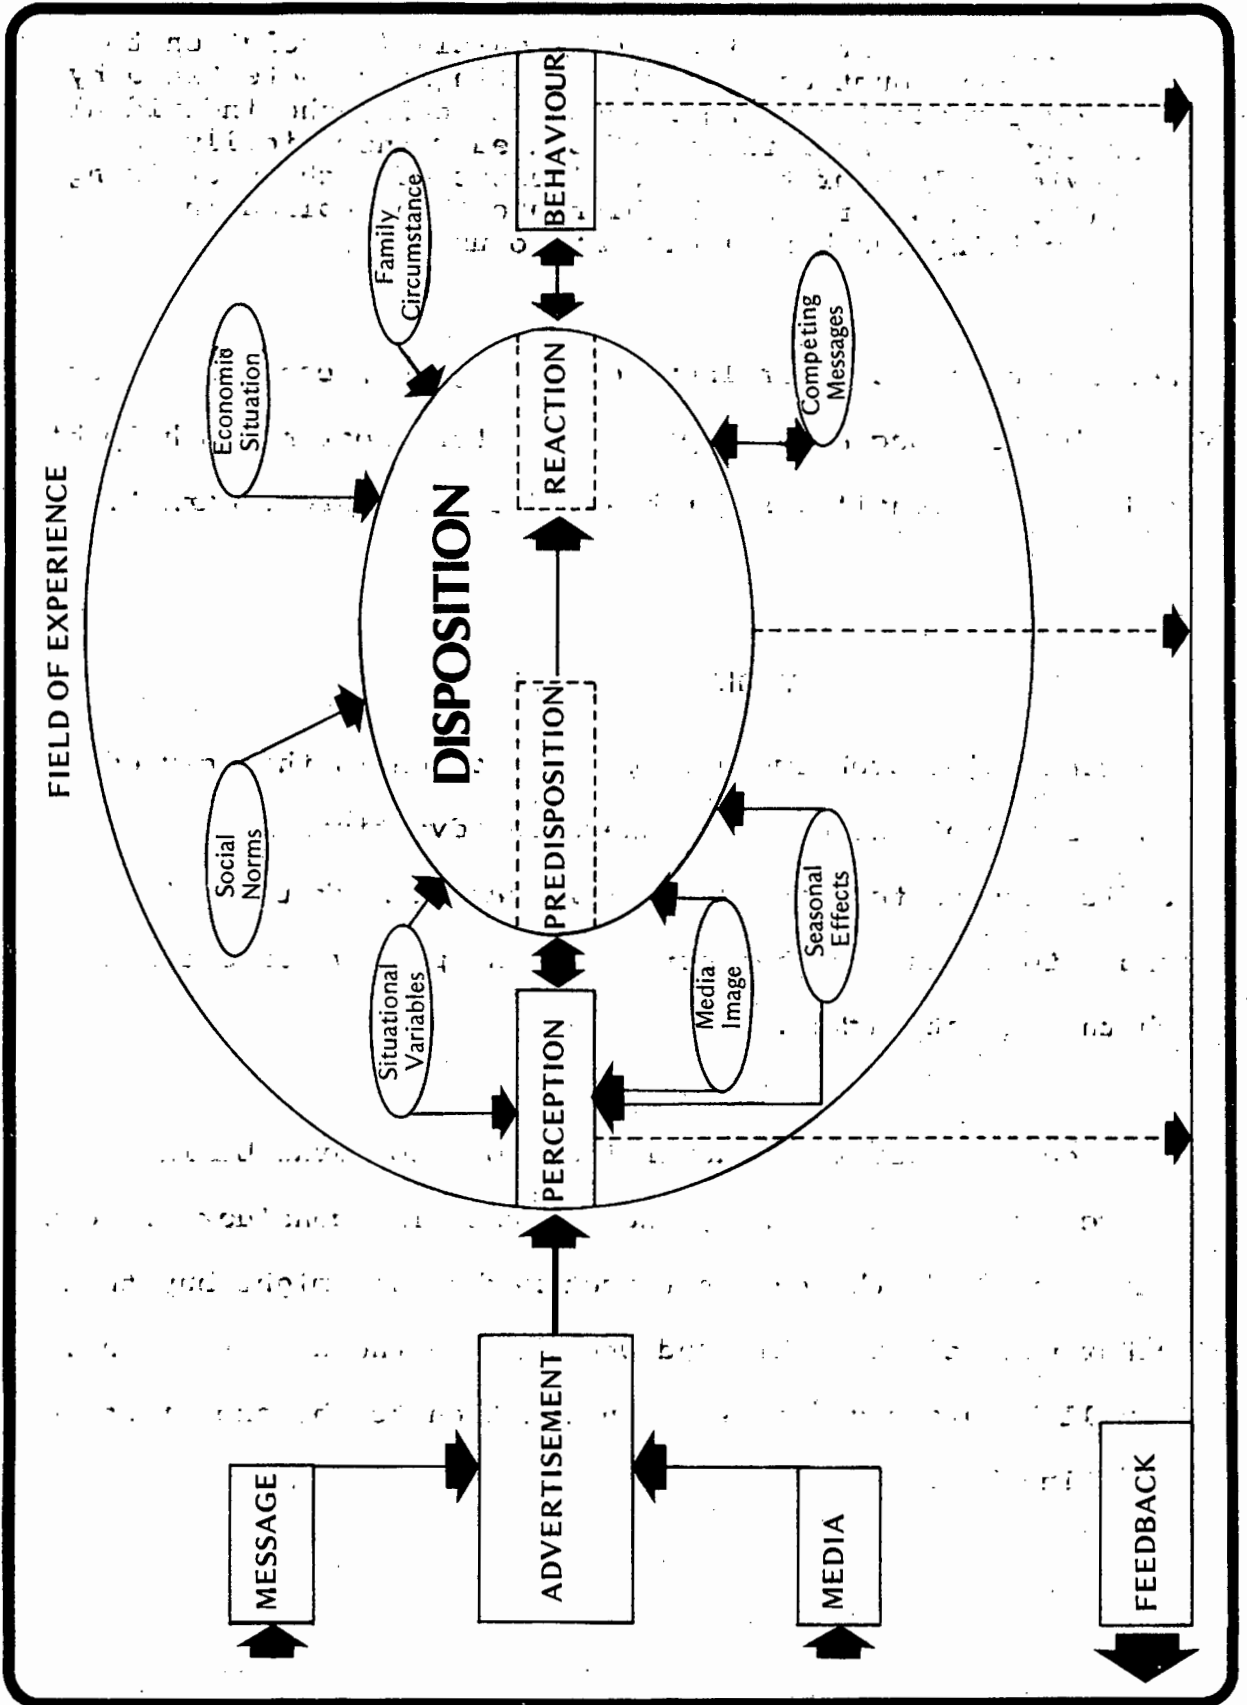 FIELD OF EXPERIENCE
MESSAGE
MEDIA
ADVERTISEMENT
PERCEPTION
Situational
Variables
Social
Norms
Economic
Situation
Family
Circumstance
DISPOSITION
PREDISPOSITION
REACTION
BEHAVIOUR
Media
Image
Seasonal
Effects
Competing
Messages
FEEDBACK